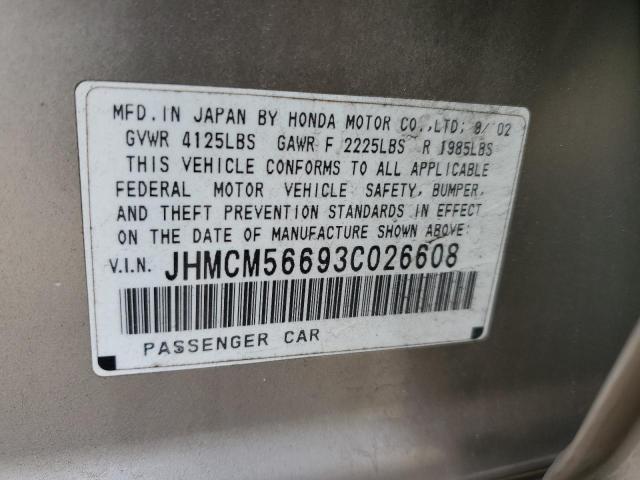 MFD. IN JAPAN BY HONDA MOTOR CO.,LTD; 8/ 02
GVWR 4125LBS GAWR F 2225LBS R 1985LBS
THIS VEHICLE CONFORMS TO ALL APPLICABLE
FEDERAL MOTOR VEHICLE SAFETY, BUMPER,
AND THEFT PREVENTION STANDARDS IN EFFECT
ON THE DATE OF MANUFACTURE SHOWN ABOVE:
V.I.N. JHMCM56693C026608
PASSENGER CAR